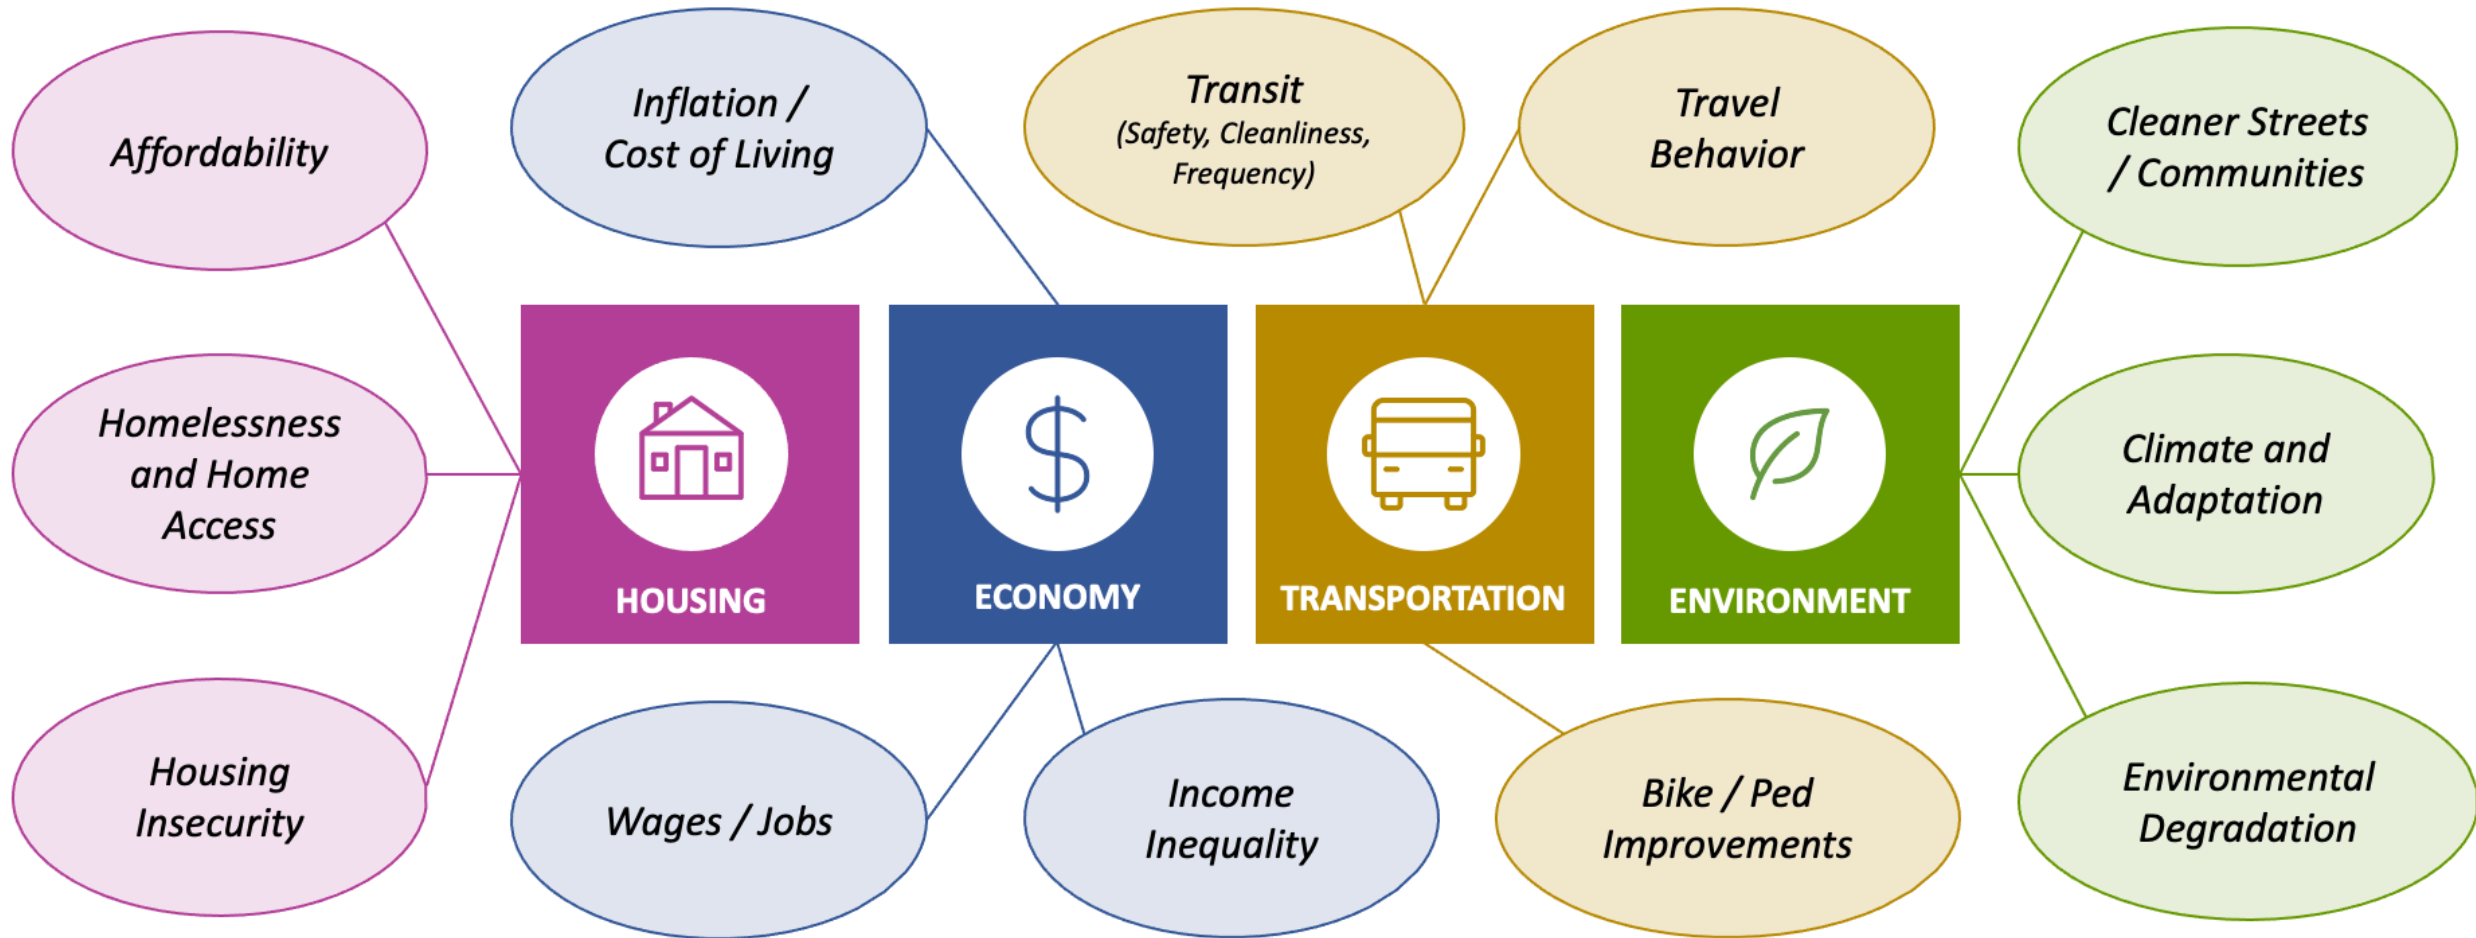 Affordability
Inflation /
Cost of Living
Transit
(Safety, Cleanliness,
Frequency)
Travel
Behavior
Cleaner Streets
/ Communities
Homelessness
and Home
Access
HOUSING
ECONOMY
TRANSPORTATION
ENVIRONMENT
Climate and
Adaptation
Housing
Insecurity
Wages / Jobs
Income
Inequality
Bike / Ped
Improvements
Environmental
Degradation